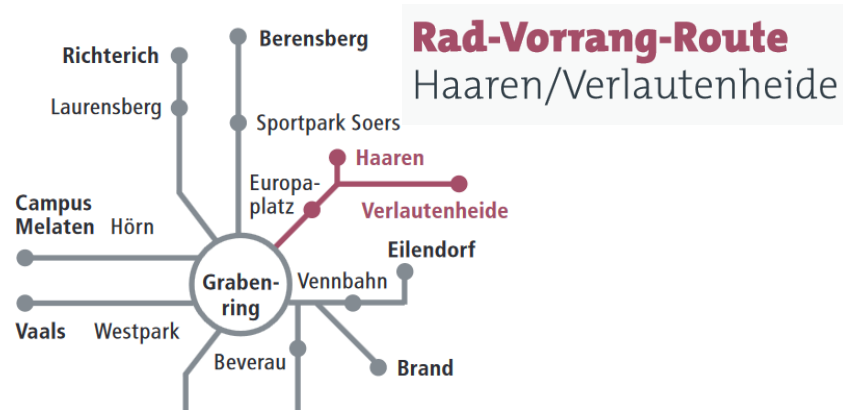 Rad-Vorrang-Route
Haaren/Verlautenheide
Berensberg
Richterich
Laurensberg
Sportpark Soers
Haaren
Europa-
platz
Verlautenheide
Campus
Melaten Hörn
Eilendorf
Graben-
ring
Vennbahn
Vaals Westpark
Beverau
Brand